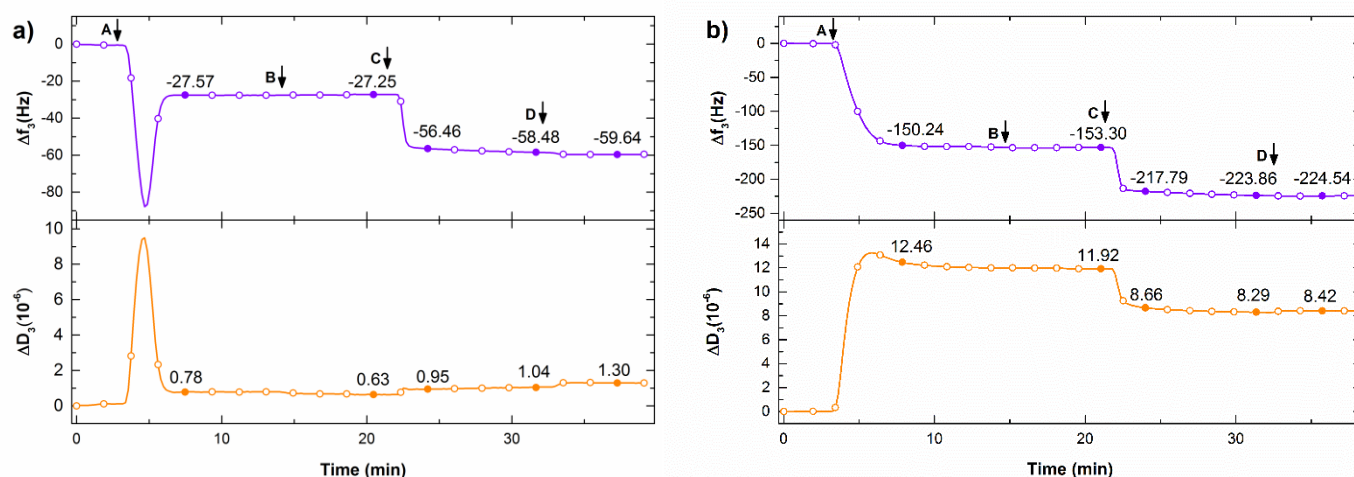 a)
Δf₃(Hz)
0
-20
-40
-60
-80
A
B
C
D
-27.57
-27.25
-56.46
-58.48
-59.64
ΔD₃(10⁻⁶)
10
8
6
4
2
0
0.78
0.63
0.95
1.04
1.30
0 10 20 30
Time (min)
b)
Δf₃(Hz)
0
-50
-100
-150
-200
-250
A
B
C
D
-150.24
-153.30
-217.79
-223.86
-224.54
ΔD₃(10⁻⁶)
14
12
10
8
6
4
2
0
12.46
11.92
8.66
8.29
8.42
0 10 20 30
Time (min)